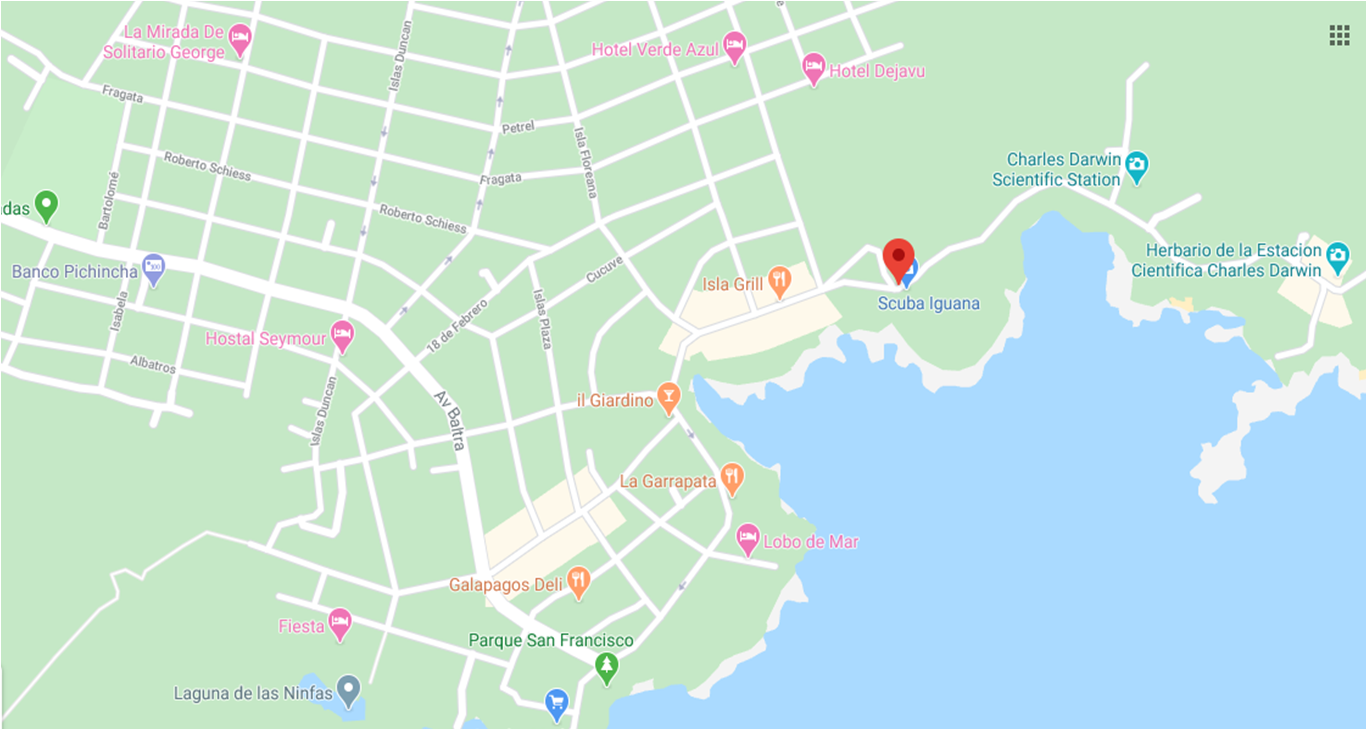 La Mirada De
Solitario George
Islas Duncan
Hotel Verde Azul
Hotel Dejavu
Fragata
Petrel
Isla Floreana
Charles Darwin
Scientific Station
Roberto Schiess
Fragata
Bartolomé
das
Roberto Schiess
Herbario de la Estacion
Cientifica Charles Darwin
Banco Pichincha
Cucuve
Isla Grill
Scuba Iguana
Isabela
18 de Febrero
Islas Plaza
Hostal Seymour
Albatros
Islas Duncan
Av Baltra
il Giardino
La Garrapata
Lobo de Mar
Galapagos Deli
Fiesta
Parque San Francisco
Laguna de las Ninfas